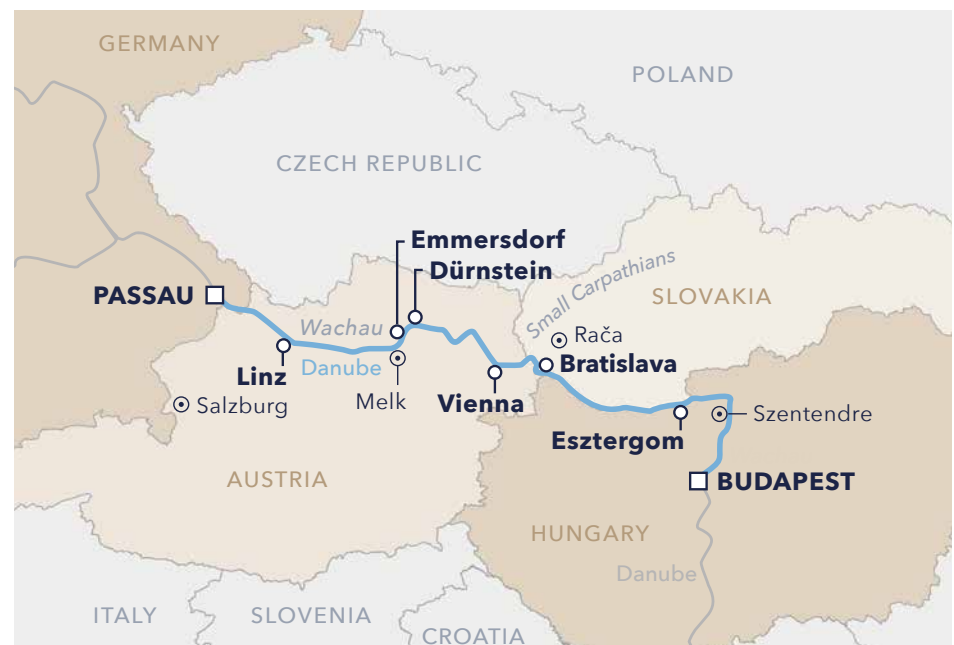 GERMANY
POLAND
CZECH REPUBLIC
Emmersdorf
Dürnstein
Small Carpathians
PASSAU
SLOVAKIA
Wachau
Rača
Linz
Danube
Bratislava
Salzburg
Melk
Vienna
Szentendre
Esztergom
AUSTRIA
BUDAPEST
HUNGARY
Danube
ITALY
SLOVENIA
CROATIA